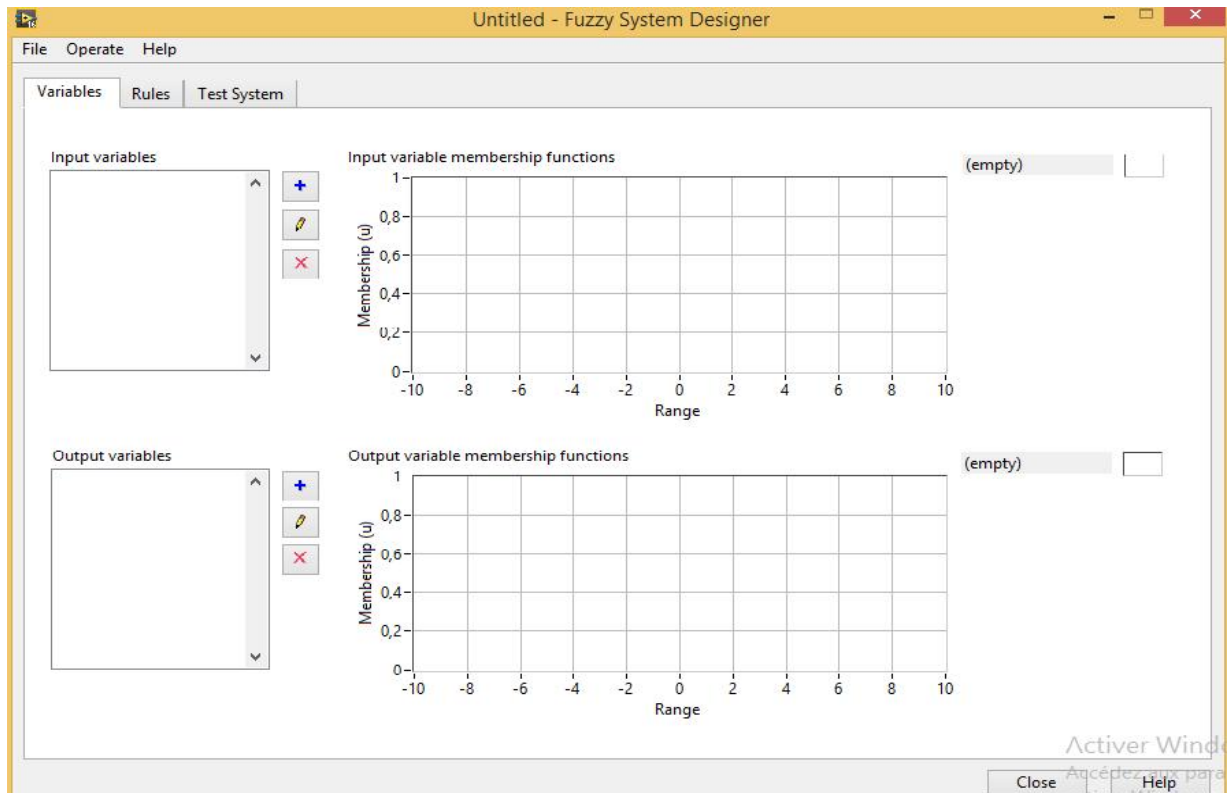 Untitled - Fuzzy System Designer
File Operate Help
Variables Rules Test System
Input variables
Input variable membership functions
(empty)
Membership (u)
1
0,8
0,6
0,4
0,2
0
-10 -8 -6 -4 -2 0 2 4 6 8 10
Range
Output variables
Output variable membership functions
(empty)
Membership (u)
1
0,8
0,6
0,4
0,2
0
-10 -8 -6 -4 -2 0 2 4 6 8 10
Range
Activer Wind
Accédez aux para
Close Help